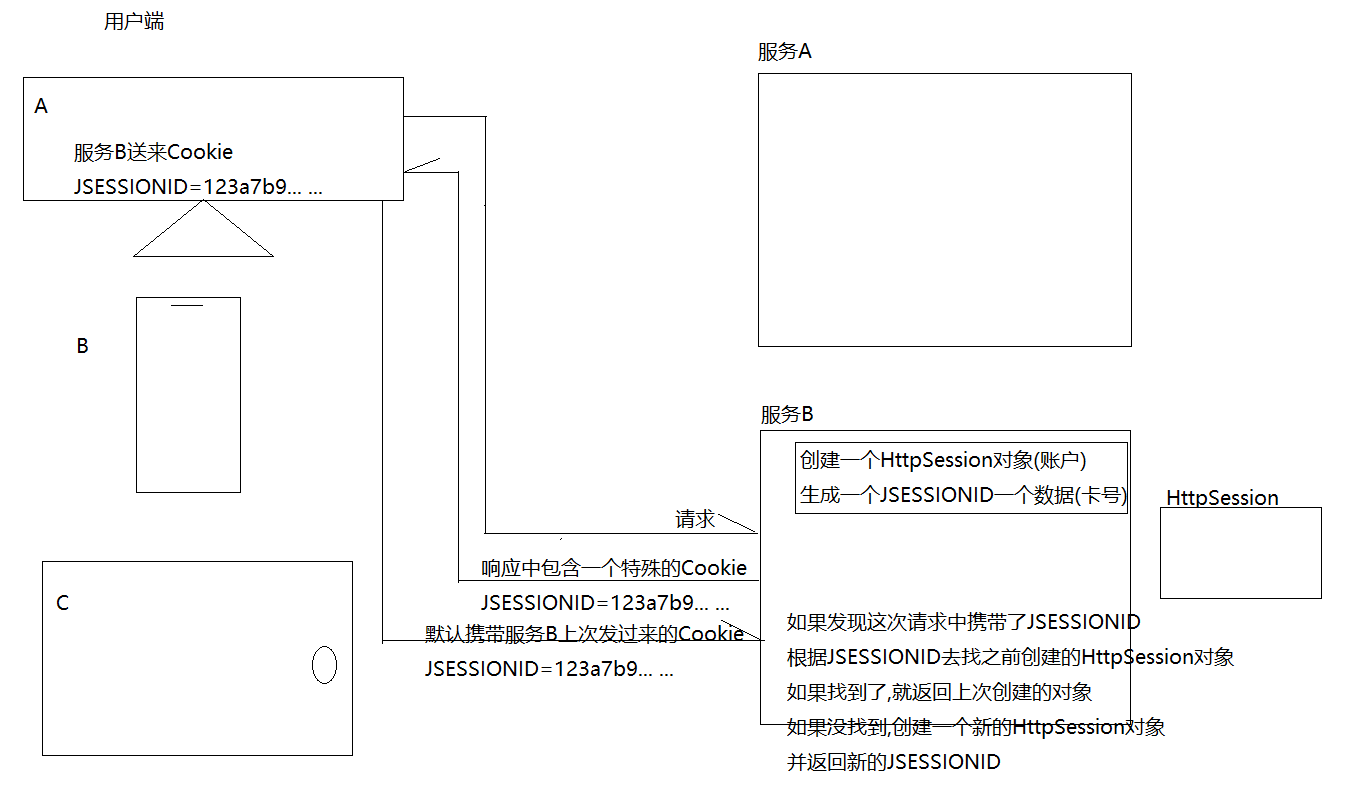 用户端
A
服务B送来Cookie
JSESSIONID=123a7b9... ...
B
C
服务A
服务B
创建一个HttpSession对象(账户)
生成一个JSESSIONID一个数据(卡号)
HttpSession
请求
响应中包含一个特殊的Cookie
JSESSIONID=123a7b9... ...
默认携带服务B上次发过来的Cookie
JSESSIONID=123a7b9... ...
如果发现这次请求中携带了JSESSIONID
根据JSESSIONID去找之前创建的HttpSession对象
如果找到了,就返回上次创建的对象
如果没找到,创建一个新的HttpSession对象
并返回新的JSESSIONID